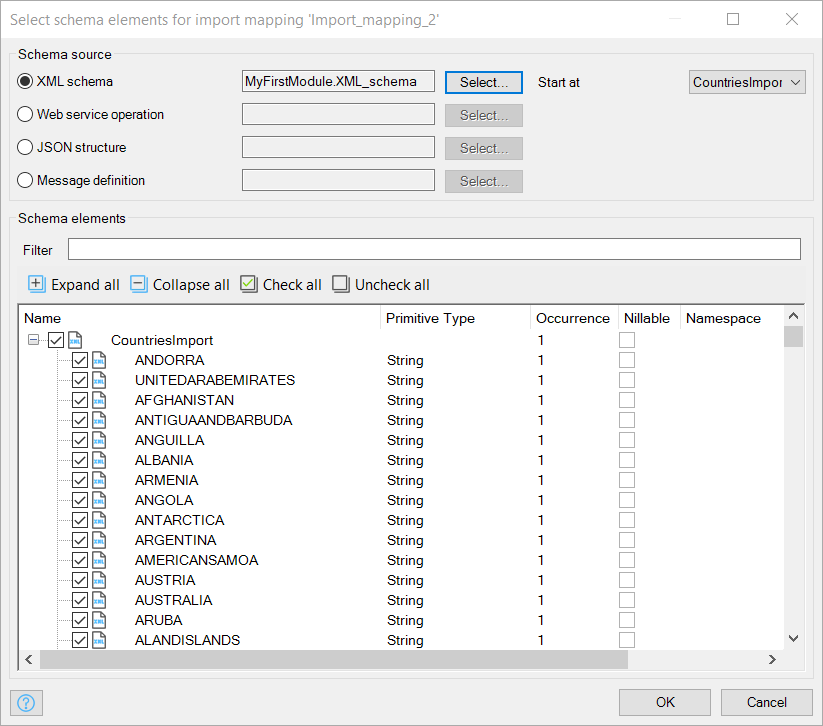 Select schema elements for import mapping 'Import_mapping_2'
Schema source
XML schema MyFirstModule.XML_schema Select... Start at CountriesImpor
Web service operation Select...
JSON structure Select...
Message definition Select...
Schema elements
Filter
Expand all Collapse all Check all Uncheck all
Name Primitive Type Occurrence Nillable Namespace
CountriesImport 1
ANDORRA String 1
UNITEDARABEMIRATES String 1
AFGHANISTAN String 1
ANTIGUAANDBARBUDA String 1
ANGUILLA String 1
ALBANIA String 1
ARMENIA String 1
ANGOLA String 1
ANTARCTICA String 1
ARGENTINA String 1
AMERICANSAMOA String 1
AUSTRIA String 1
AUSTRALIA String 1
ARUBA String 1
ALANDISLANDS String 1
? OK Cancel